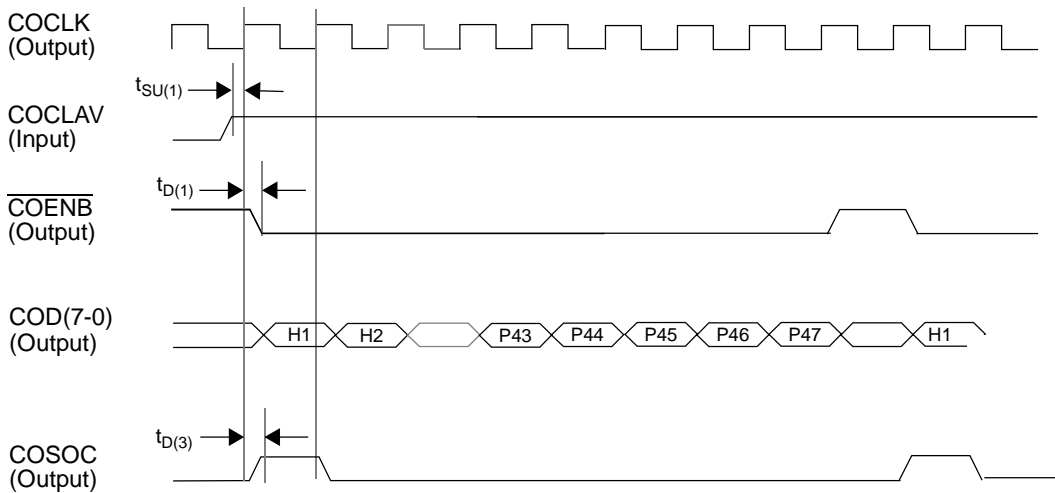 COCLK
(Output)
tSU(1)
COCLAV
(Input)
tD(1)
COENB
(Output)
COD(7-0)
(Output)
H1 H2 P43 P44 P45 P46 P47 H1
tD(3)
COSOC
(Output)